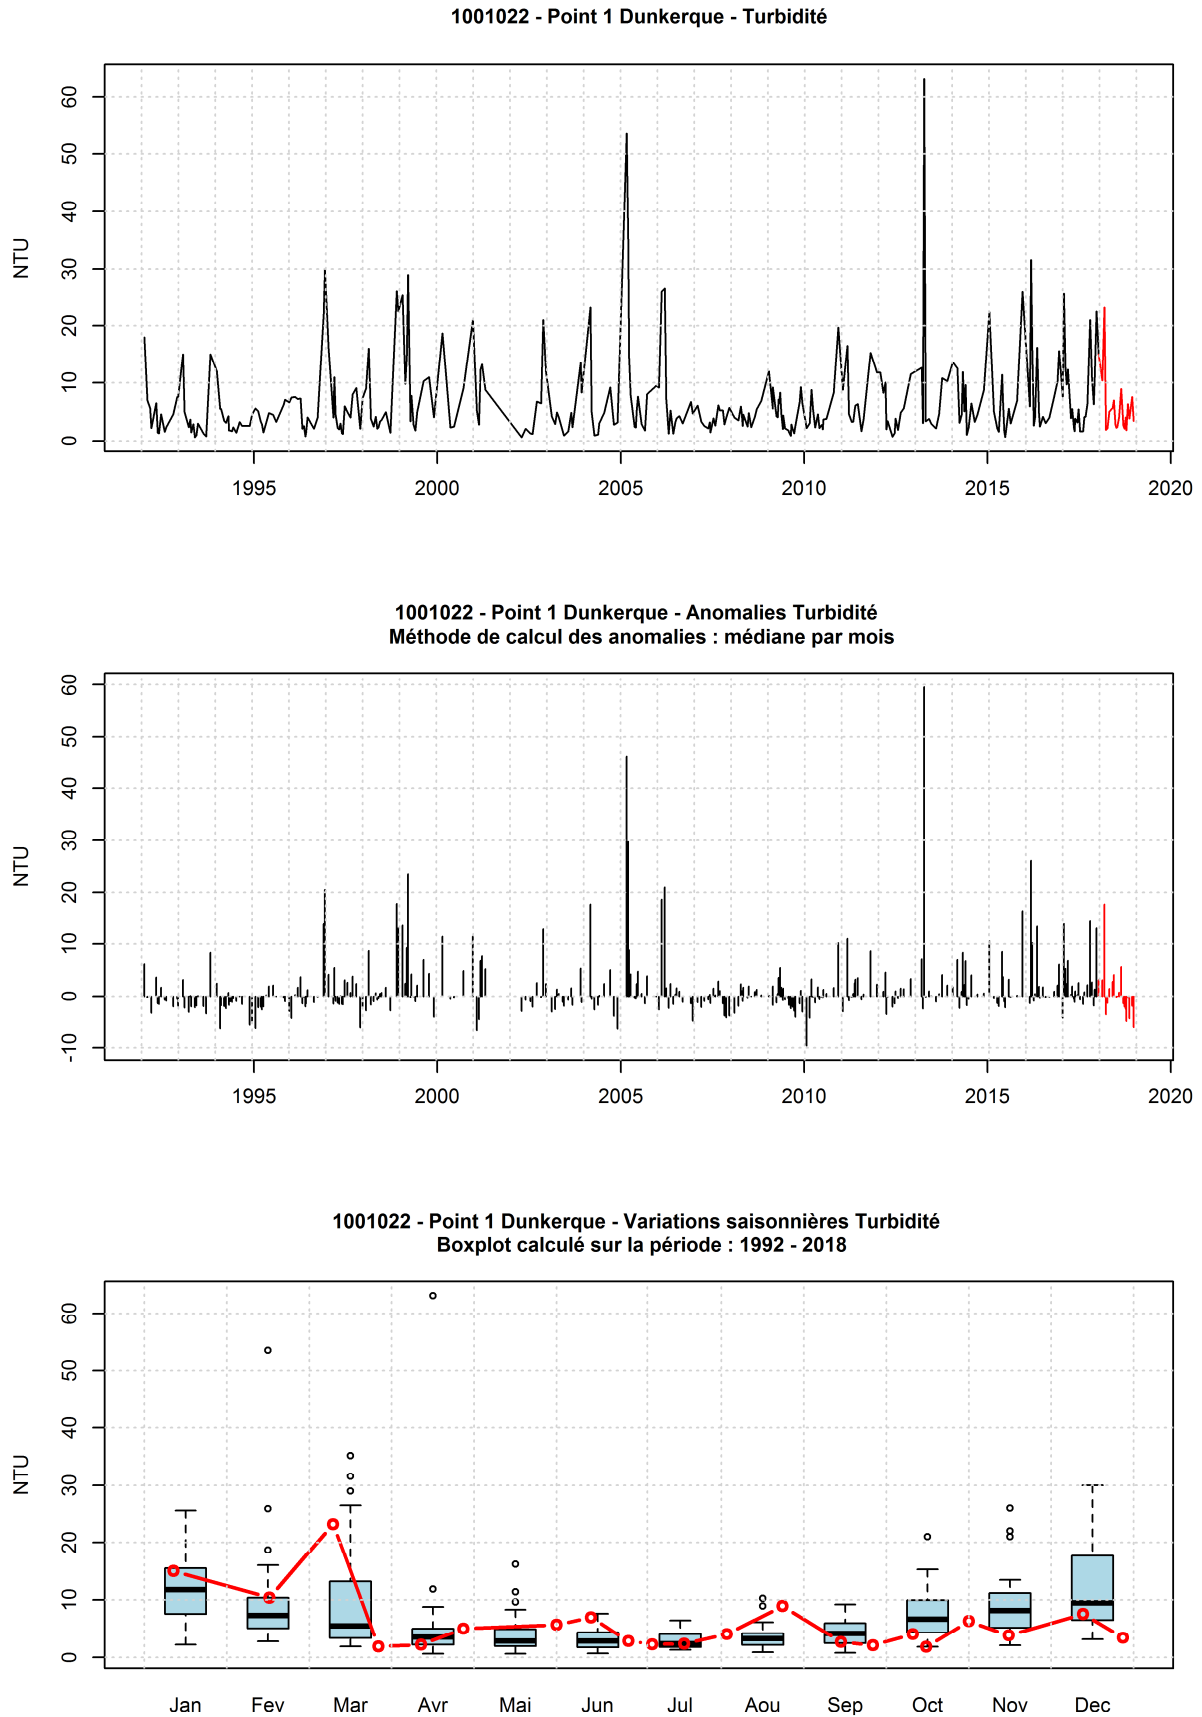 1001022 - Point 1 Dunkerque - Turbidité
NTU
60
50
40
30
20
10
0
1995 2000 2005 2010 2015 2020
1001022 - Point 1 Dunkerque - Anomalies Turbidité
Méthode de calcul des anomalies : médiane par mois
NTU
60
50
40
30
20
10
0
-10
1995 2000 2005 2010 2015 2020
1001022 - Point 1 Dunkerque - Variations saisonnières Turbidité
Boxplot calculé sur la période : 1992 - 2018
NTU
60
50
40
30
20
10
0
Jan Fev Mar Avr Mai Jun Jul Aou Sep Oct Nov Dec